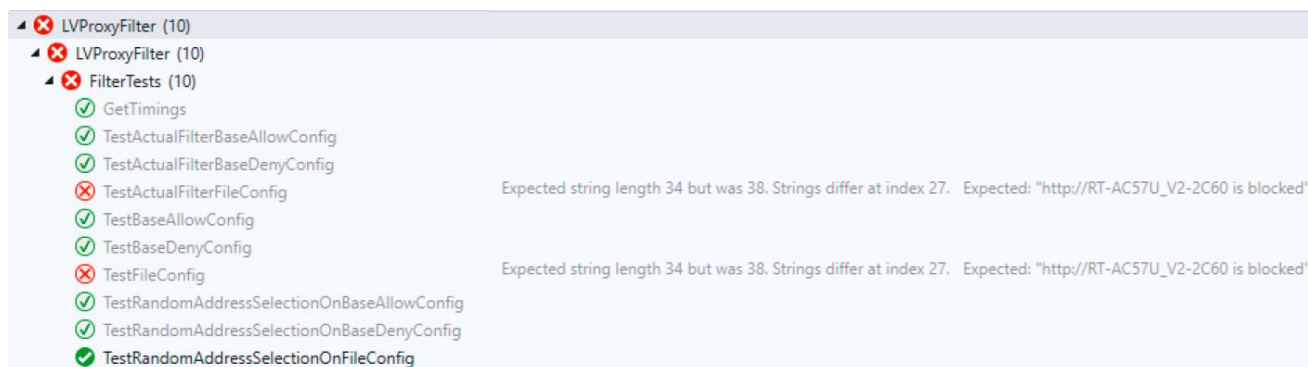 LVProxyFilter (10)
LVProxyFilter (10)
FilterTests (10)
GetTimings
TestActualFilterBaseAllowConfig
TestActualFilterBaseDenyConfig
TestActualFilterFileConfig Expected string length 34 but was 38. Strings differ at index 27. Expected: "http://RT-AC57U_V2-2C60 is blocked"
TestBaseAllowConfig
TestBaseDenyConfig
TestFileConfig Expected string length 34 but was 38. Strings differ at index 27. Expected: "http://RT-AC57U_V2-2C60 is blocked"
TestRandomAddressSelectionOnBaseAllowConfig
TestRandomAddressSelectionOnBaseDenyConfig
TestRandomAddressSelectionOnFileConfig